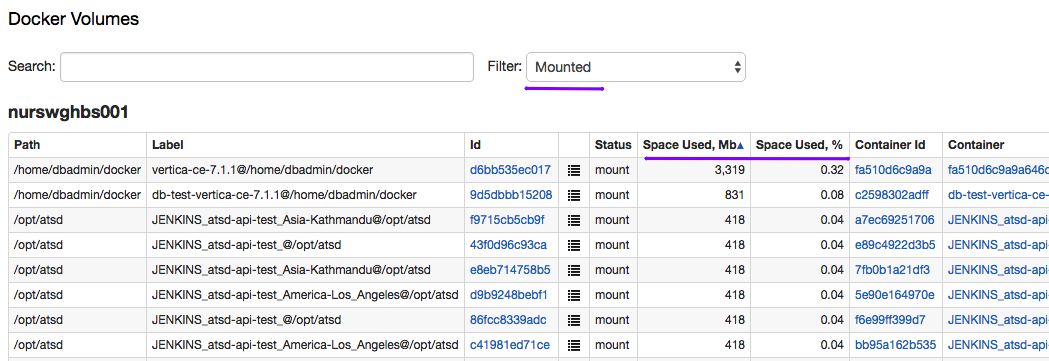 Docker Volumes
Search: Filter: Mounted
nurswghbs001
Path Label Id Status Space Used, Mb▲ Space Used, % Container Id Container
/home/dbadmin/docker vertica-ce-7.1.1@/home/dbadmin/docker d6bb535ec017 mount 3,319 0.32 fa510d6c9a9a fa510d6c9a9a646c
/home/dbadmin/docker db-test-vertica-ce-7.1.1@/home/dbadmin/docker 9d5dbbb15208 mount 831 0.08 c2598302adff db-test-vertica-ce-
/opt/atsd JENKINS_atsd-api-test_Asia-Kathmandu@/opt/atsd f9715cb5cb9f mount 418 0.04 a7ec69251706 JENKINS_atsd-api
/opt/atsd JENKINS_atsd-api-test_@/opt/atsd 43f0d96c93ca mount 418 0.04 e89c4922d3b5 JENKINS_atsd-api
/opt/atsd JENKINS_atsd-api-test_Asia-Kathmandu@/opt/atsd e8eb714758b5 mount 418 0.04 7fb0b1a21df3 JENKINS_atsd-api
/opt/atsd JENKINS_atsd-api-test_America-Los_Angeles@/opt/atsd d9b9248bebf1 mount 418 0.04 5e90e164970e JENKINS_atsd-api
/opt/atsd JENKINS_atsd-api-test_@/opt/atsd 86fcc8339adc mount 418 0.04 f6e99ff399d7 JENKINS_atsd-api
/opt/atsd JENKINS_atsd-api-test_America-Los_Angeles@/opt/atsd c41981ed71ce mount 418 0.04 bb95a162b535 JENKINS_atsd-api